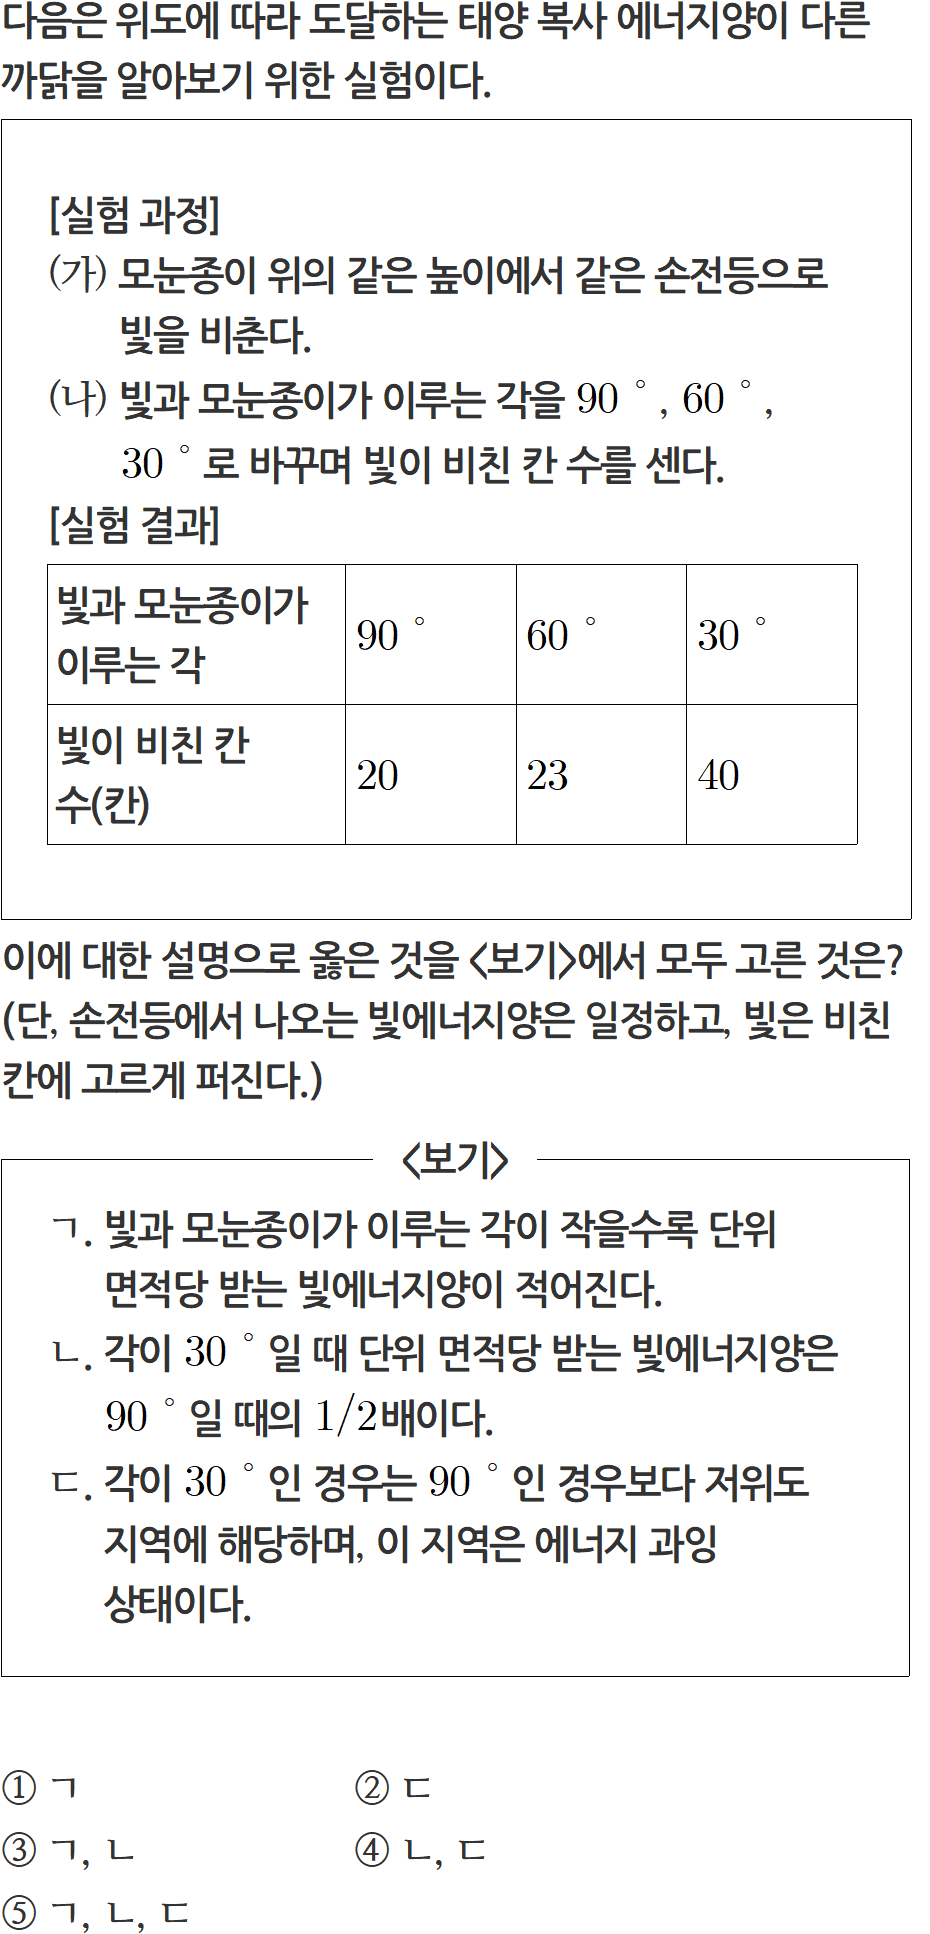 다음은 위도에 따라 도달하는 태양 복사 에너지양이 다른
까닭을 알아보기 위한 실험이다.
[실험 과정]
(가) 모눈종이 위의 같은 높이에서 같은 손전등으로
빛을 비춘다.
(나) 빛과 모눈종이가 이루는 각을 90°, 60°,
30°로 바꾸며 빛이 비친 칸 수를 센다.
[실험 결과]
빛과 모눈종이가
이루는 각 90° 60° 30°
빛이 비친 칸
수(칸) 20 23 40
이에 대한 설명으로 옳은 것을 <보기>에서 모두 고른 것은?
(단, 손전등에서 나오는 빛에너지양은 일정하고, 빛은 비친
칸에 고르게 퍼진다.)
<보기>
ㄱ. 빛과 모눈종이가 이루는 각이 작을수록 단위
면적당 받는 빛에너지양이 적어진다.
ㄴ. 각이 30°일 때 단위 면적당 받는 빛에너지양은
90°일 때의 1/2배이다.
ㄷ. 각이 30°인 경우는 90°인 경우보다 저위도
지역에 해당하며, 이 지역은 에너지 과잉
상태이다.
① ㄱ ② ㄷ
③ ㄱ, ㄴ ④ ㄴ, ㄷ
⑤ ㄱ, ㄴ, ㄷ